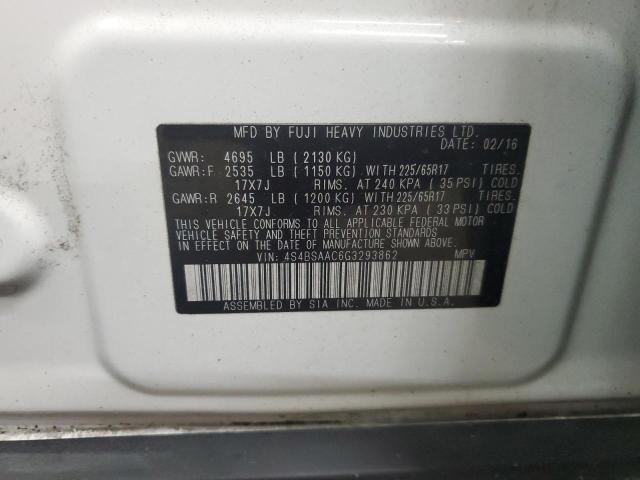 MFD BY FUJI HEAVY INDUSTRIES LTD.
DATE: 02/16
GVWR: 4695 LB ( 2130 KG)
GAWR:F 2535 LB ( 1150 KG) WITH 225/65R17 TIRES.
17X7J RIMS. AT 240 KPA ( 35 PSI) COLD
GAWR:R 2645 LB ( 1200 KG) WITH 225/65R17 TIRES.
17X7J RIMS. AT 230 KPA ( 33 PSI) COLD
THIS VEHICLE CONFORMS TO ALL APPLICABLE FEDERAL MOTOR
VEHICLE SAFETY AND THEFT PREVENTION STANDARDS
IN EFFECT ON THE DATE OF MANUFACTURE SHOWN ABOVE.
VIN: 4S4BSAAC6G3293862 MPV
ASSEMBLED BY SIA INC. MADE IN U.S.A.